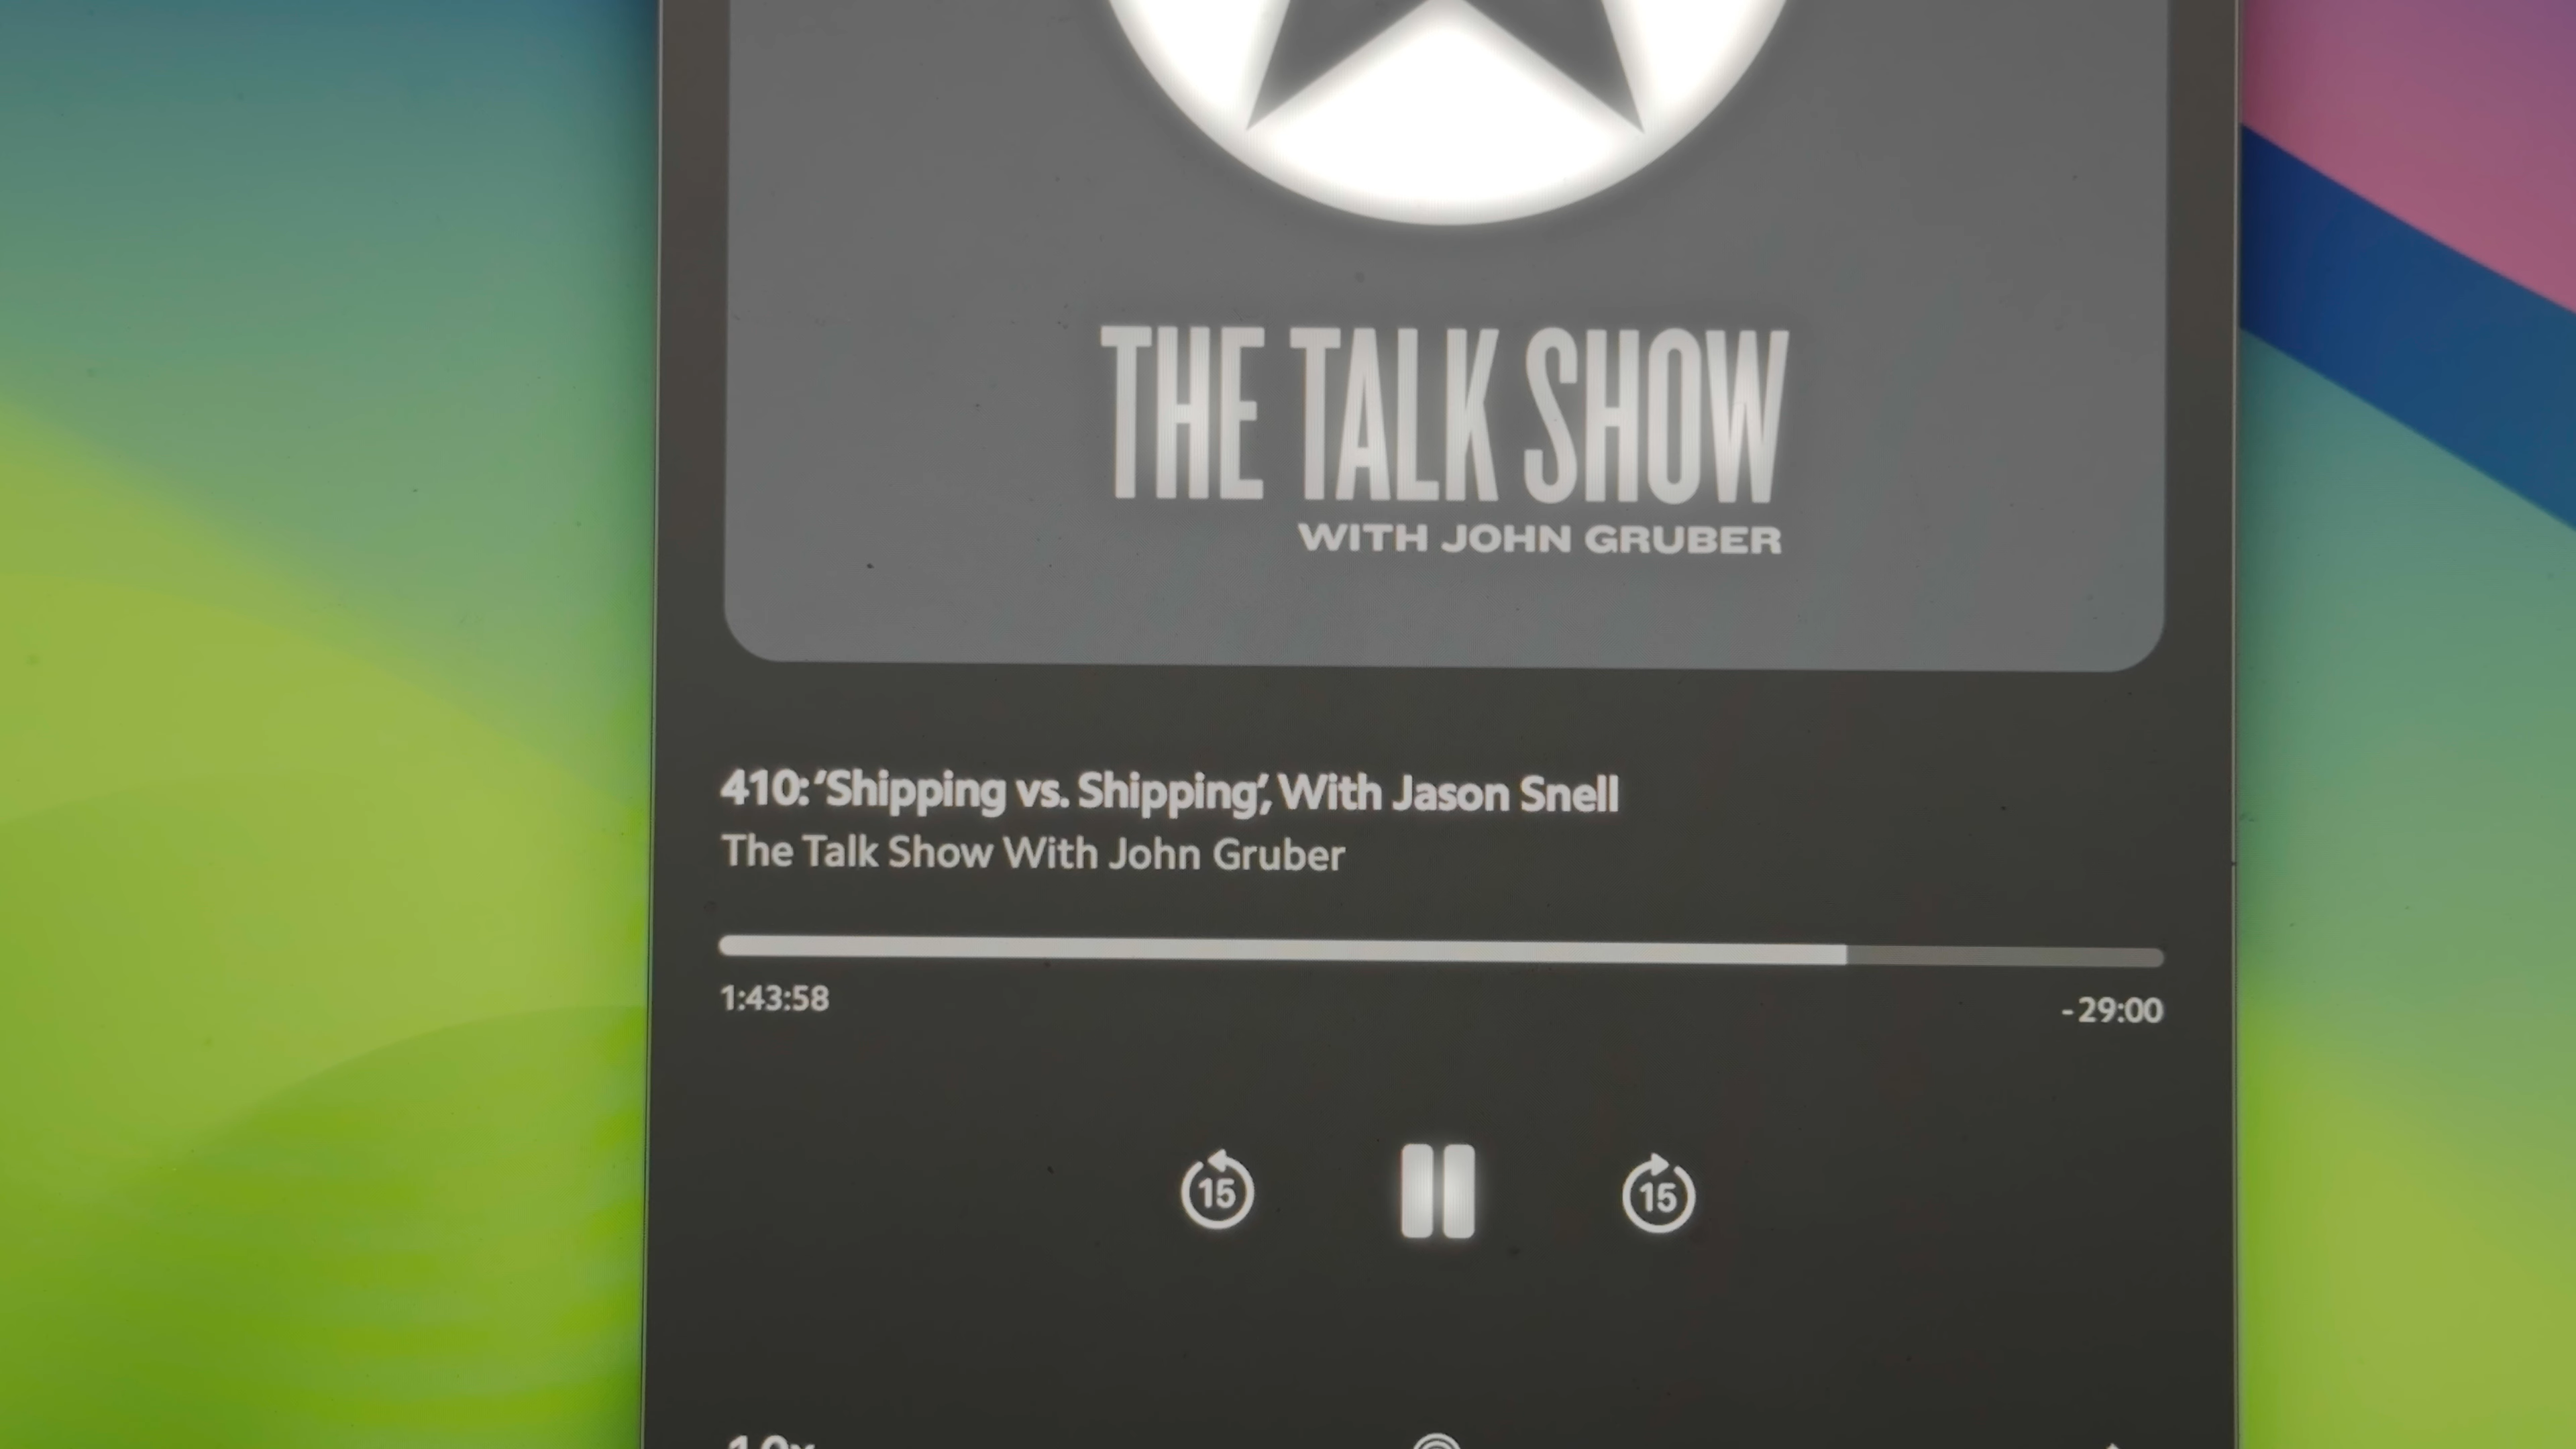 THE TALK SHOW
WITH JOHN GRUBER
410: ‘Shipping vs. Shipping’, With Jason Snell
The Talk Show With John Gruber
1:43:58
-29:00
15
15